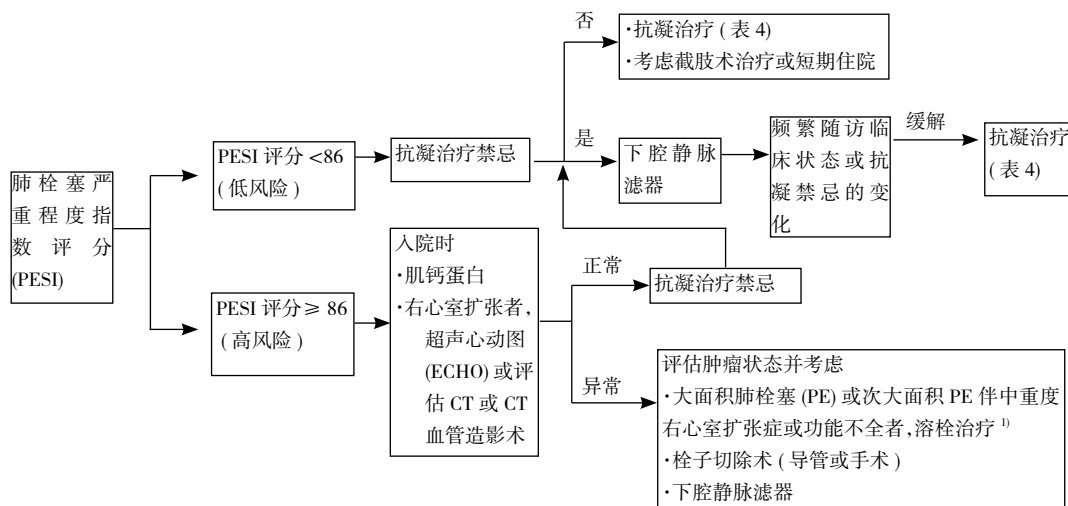 否
·抗凝治疗(表 4)
·考虑截肢术治疗或短期住院
肺栓塞严
重程度指
数评分
(PESI)
PESI 评分<86
(低风险)
抗凝治疗禁忌
是
下腔静脉
滤器
频繁随访临
床状态或抗
凝禁忌的变
化
缓解
抗凝治疗
(表 4)
PESI 评分≥ 86
(高风险)
入院时
·肌钙蛋白
·右心室扩张者,
超声心动图
(ECHO) 或评
估 CT 或 CT
血管造影术
正常
抗凝治疗禁忌
异常
评估肿瘤状态并考虑
·大面积肺栓塞 (PE) 或次大面积 PE 伴中重度
右心室扩张症或功能不全者,溶栓治疗 1)
·栓子切除术(导管或手术)
·下腔静脉滤器